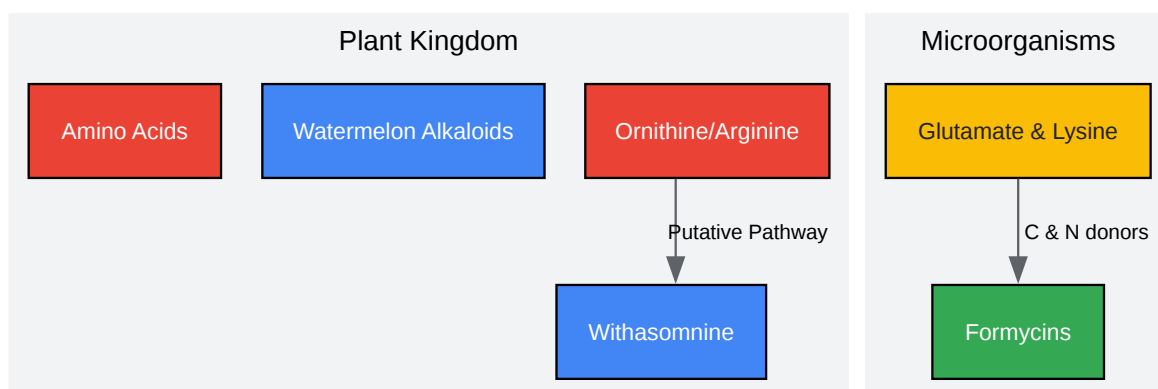 Plant Kingdom
Microorganisms
Amino Acids
Watermelon Alkaloids
Ornithine/Arginine
Glutamate & Lysine
Putative Pathway
C & N donors
Withasomnine
Formycins